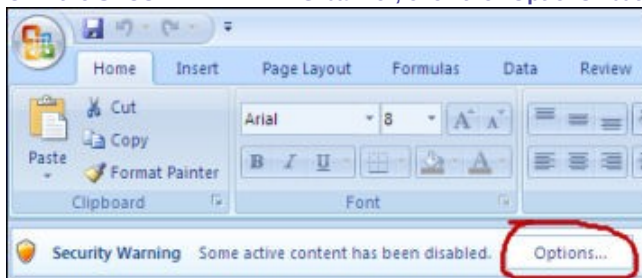 Home Insert Page Layout Formulas Data Review
Cut
Arial 8 A A
Copy
Paste
Format Painter
B I U A
Clipboard Font
Security Warning Some active content has been disabled. Options...